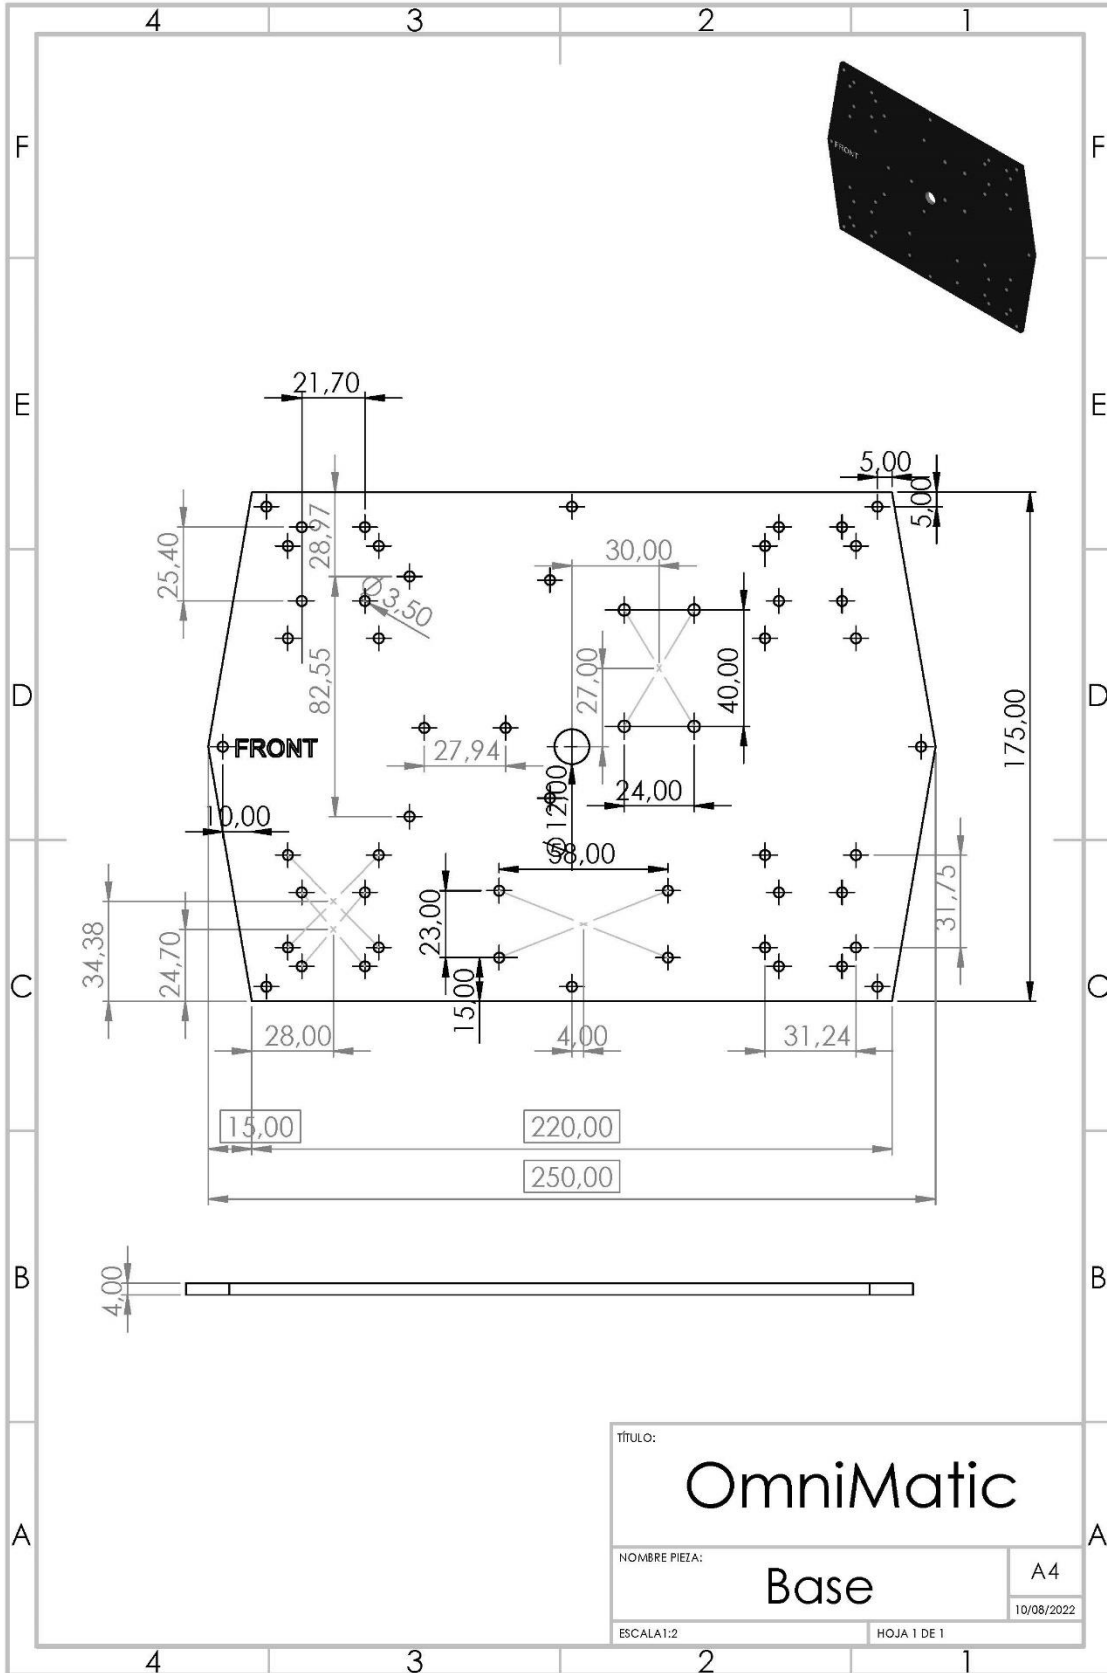 4 3 2 1
F F
FRONT
E E
21,70
5,00
5,00
28,97
25,40
30,00
Ø3,50
82,55
27,00
40,00
D D
175,00
FRONT
27,94
24,00
10,00
Ø12,00
58,00
31,75
23,00
34,38
24,70
15,00
C C
28,00
4,00
31,24
15,00
220,00
250,00
B B
4,00
TÍTULO:
OmniMatic
A A
NOMBRE PIEZA:
Base
A4
10/08/2022
ESCALA1:2
HOJA 1 DE 1
4 3 2 1